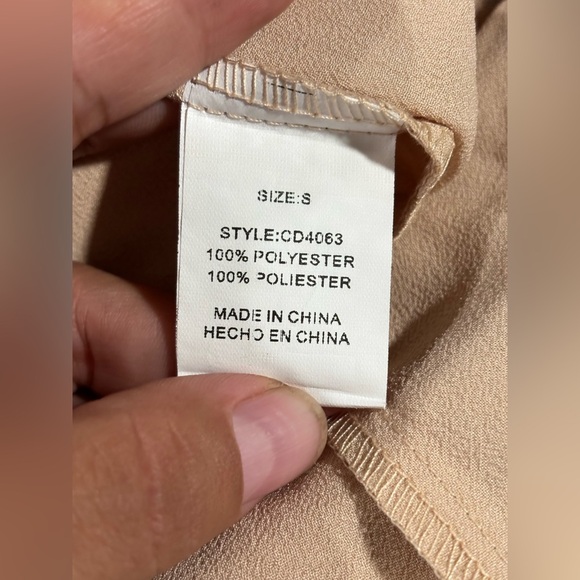 SIZE:S
STYLE:CD4063
100% POLYESTER
100% POLIESTER
MADE IN CHINA
HECHO EN CHINA